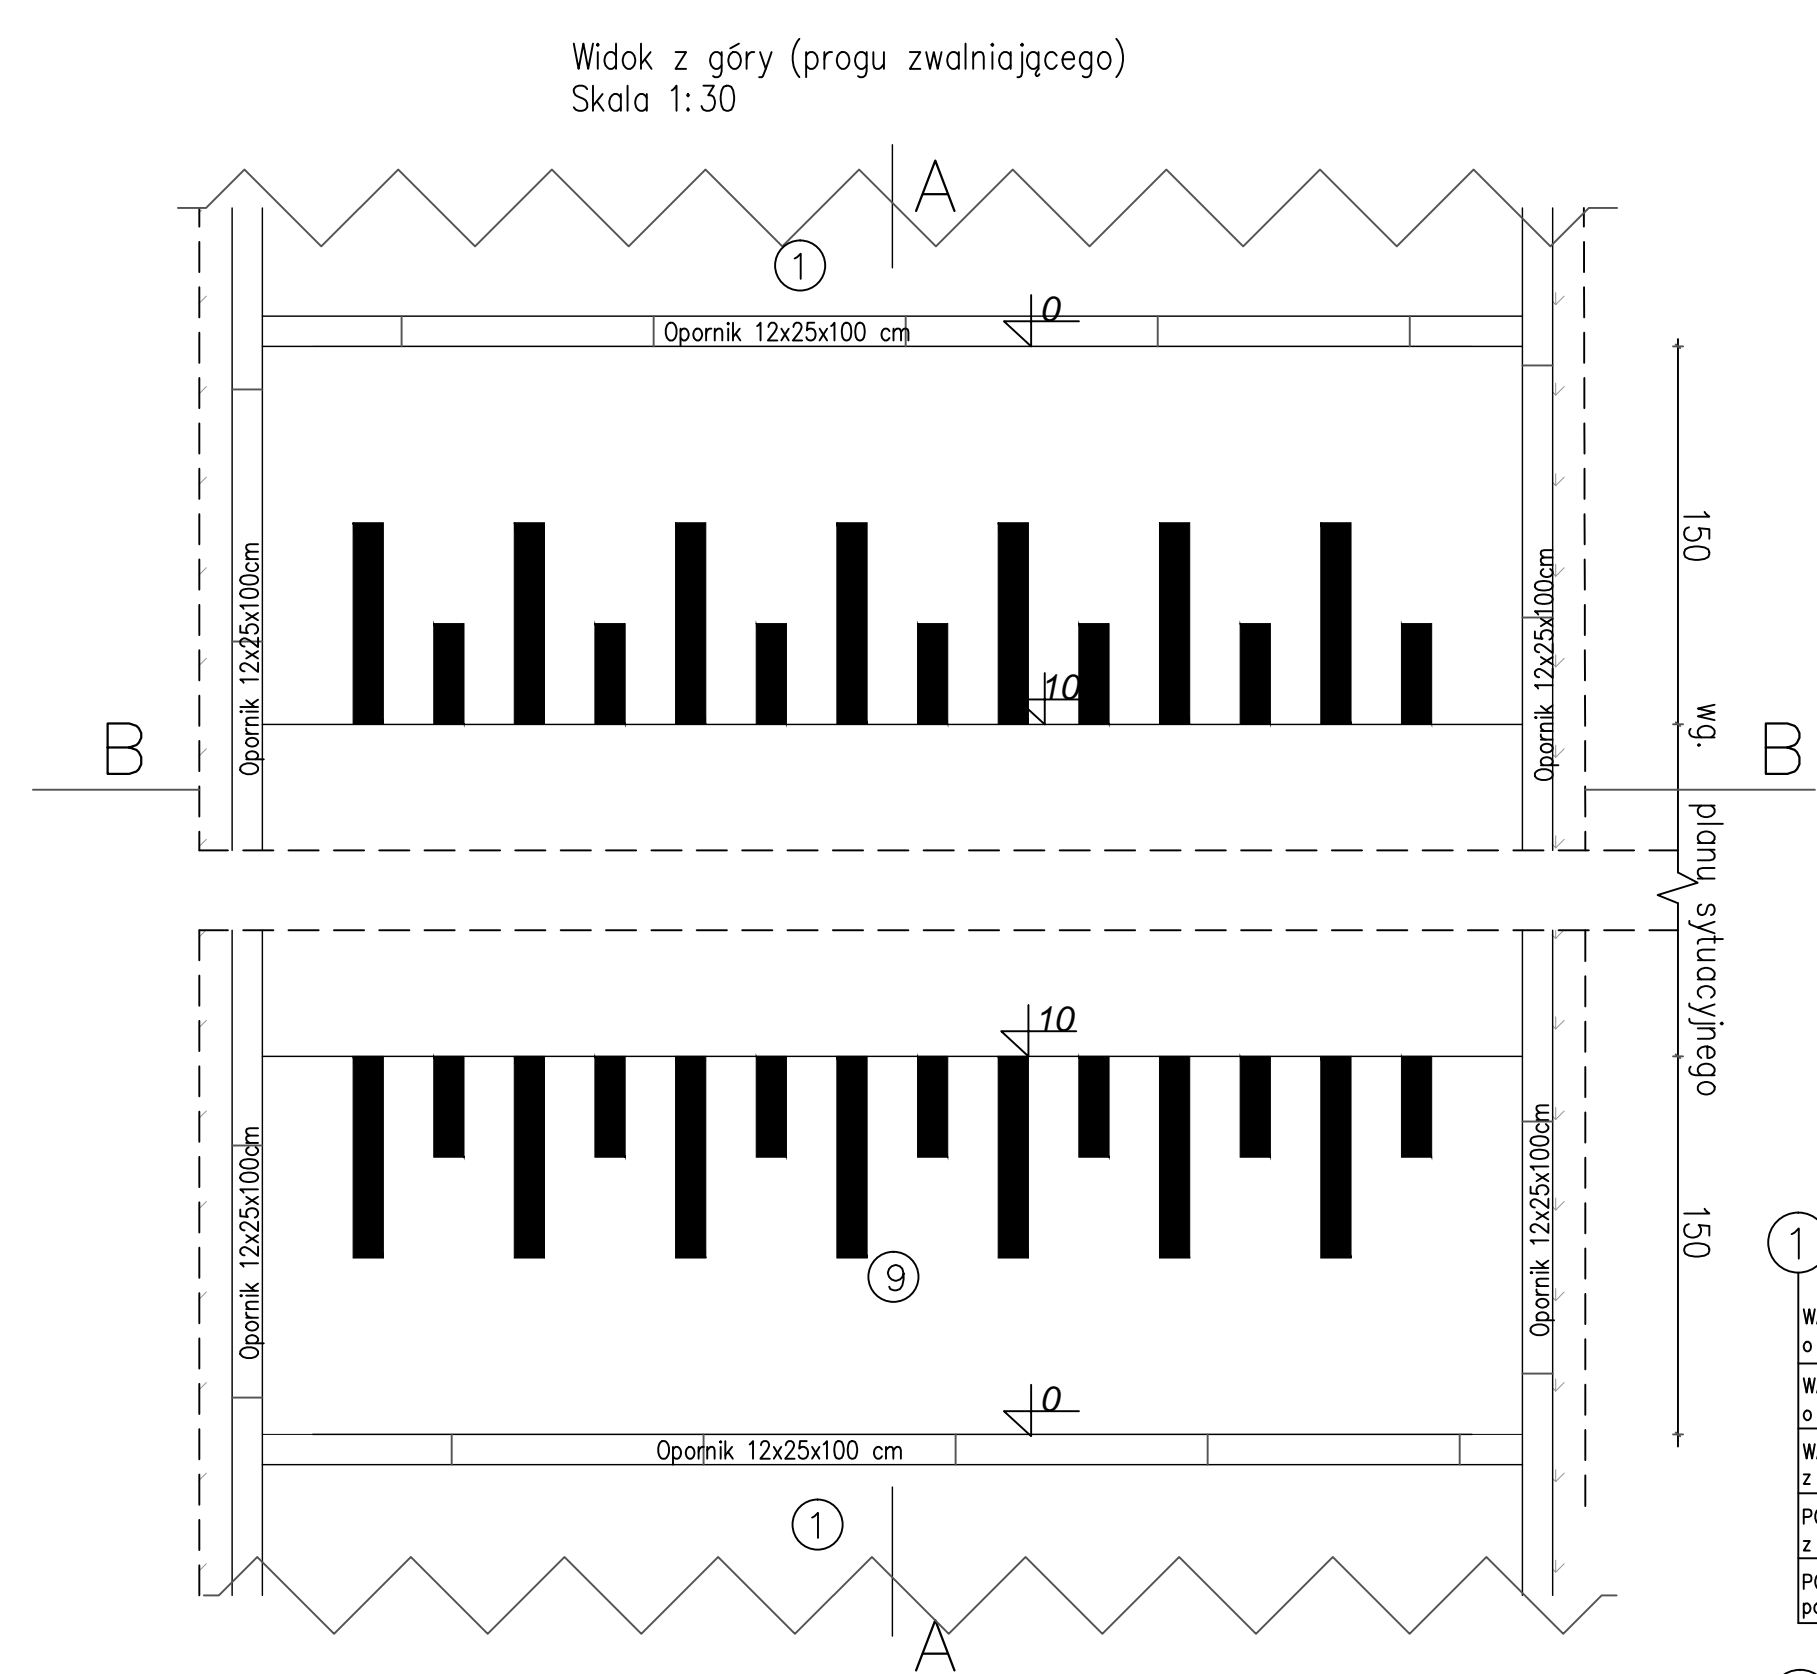 Widok z góry (progu zwalniającego)
Skala 1:30
A
1
0
Opornik 12x25x100 cm
150
Opornik 12x25x100cm
Opornik 12x25x100cm
10
wg. planu sytuacyjnego
B
B
10
Opornik 12x25x100cm
Opornik 12x25x100cm
150
9
1
0
Opornik 12x25x100 cm
1
A
o
o
z
z